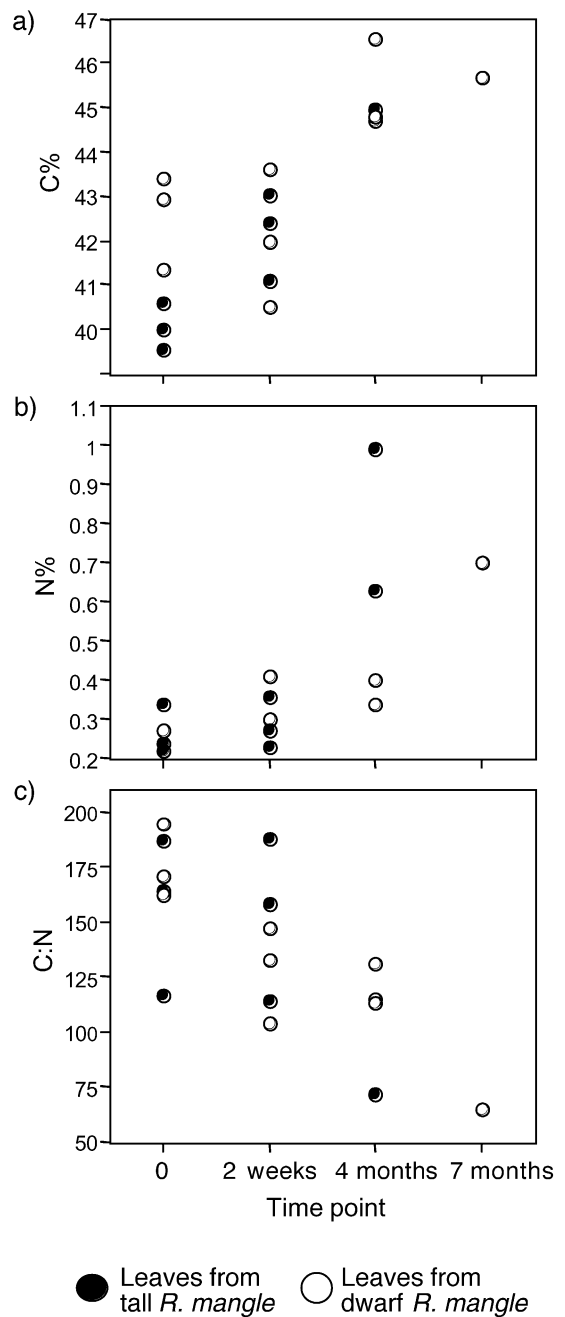 a)
47
46
45
44
43
42
41
40
C%
b)
1.1
1
0.9
0.8
0.7
0.6
0.5
0.4
0.3
0.2
N%
c)
200
175
150
125
100
75
50
C:N
0 2 weeks 4 months 7 months
Time point
Leaves from
tall R. mangle
Leaves from
dwarf R. mangle